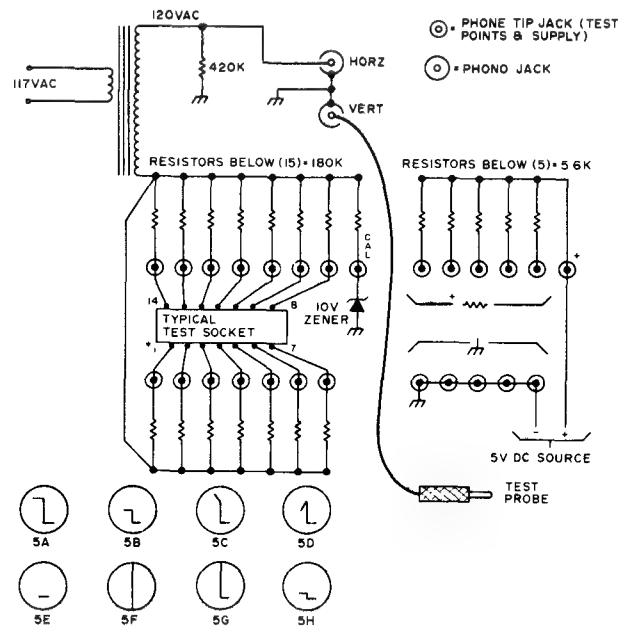 120VAC
= PHONE TIP JACK (TEST
POINTS & SUPPLY)
HORZ
= PHONO JACK
420K
117VAC
VERT
RESISTORS BELOW (15)=180K
RESISTORS BELOW (5)=5.6K
CAL
+
14
8
10V
ZENER
+
TYPICAL
TEST SOCKET
*1
7
- +
5V DC SOURCE
TEST
PROBE
5A
5B
5C
5D
5E
5F
5G
5H